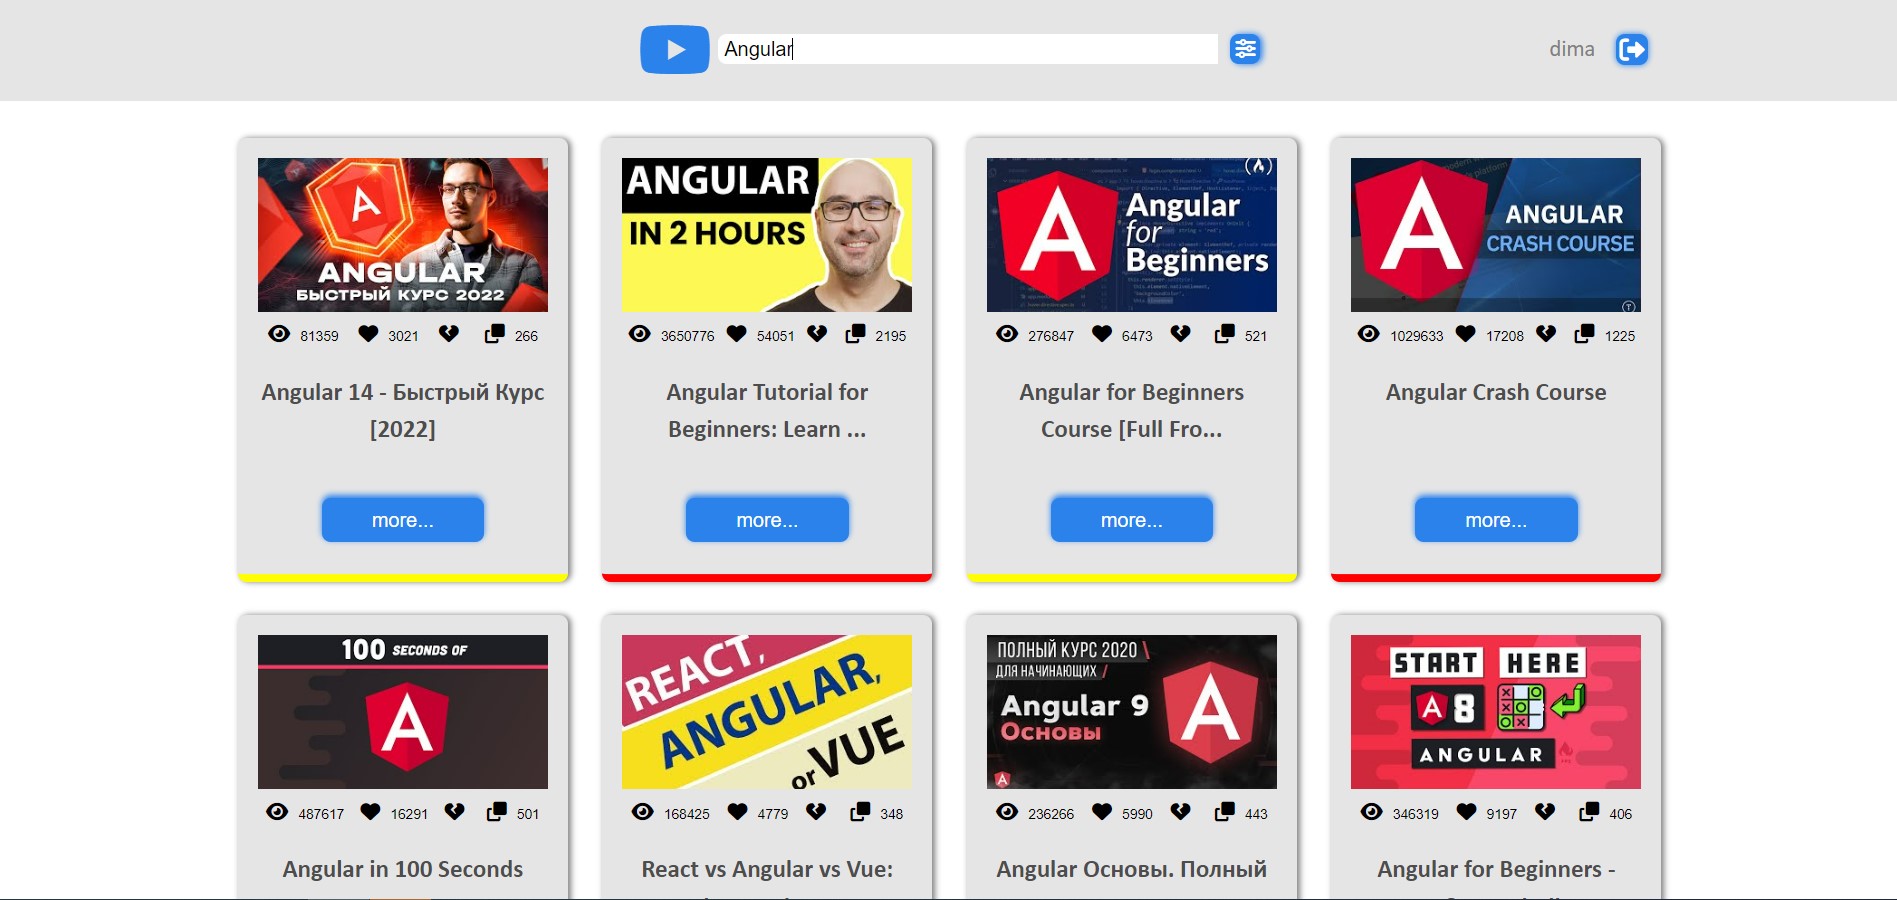 Angular
dima
ANGULAR
БЫСТРЫЙ КУРС 2022
81359 3021 266
Angular 14 - Быстрый Курс
[2022]
more...
ANGULAR
IN 2 HOURS
3650776 54051 2195
Angular Tutorial for
Beginners: Learn ...
more...
Angular
for
Beginners
276847 6473 521
Angular for Beginners
Course [Full Fro...
more...
ANGULAR
CRASH COURSE
1029633 17208 1225
Angular Crash Course
more...
100 SECONDS OF
487617 16291 501
Angular in 100 Seconds
REACT,
ANGULAR,
or VUE
168425 4779 348
React vs Angular vs Vue:
ПОЛНЫЙ КУРС 2020 \
ДЛЯ НАЧИНАЮЩИХ /
Angular 9
Основы
236266 5990 443
Angular Основы. Полный
START HERE
A 8
ANGULAR
346319 9197 406
Angular for Beginners -